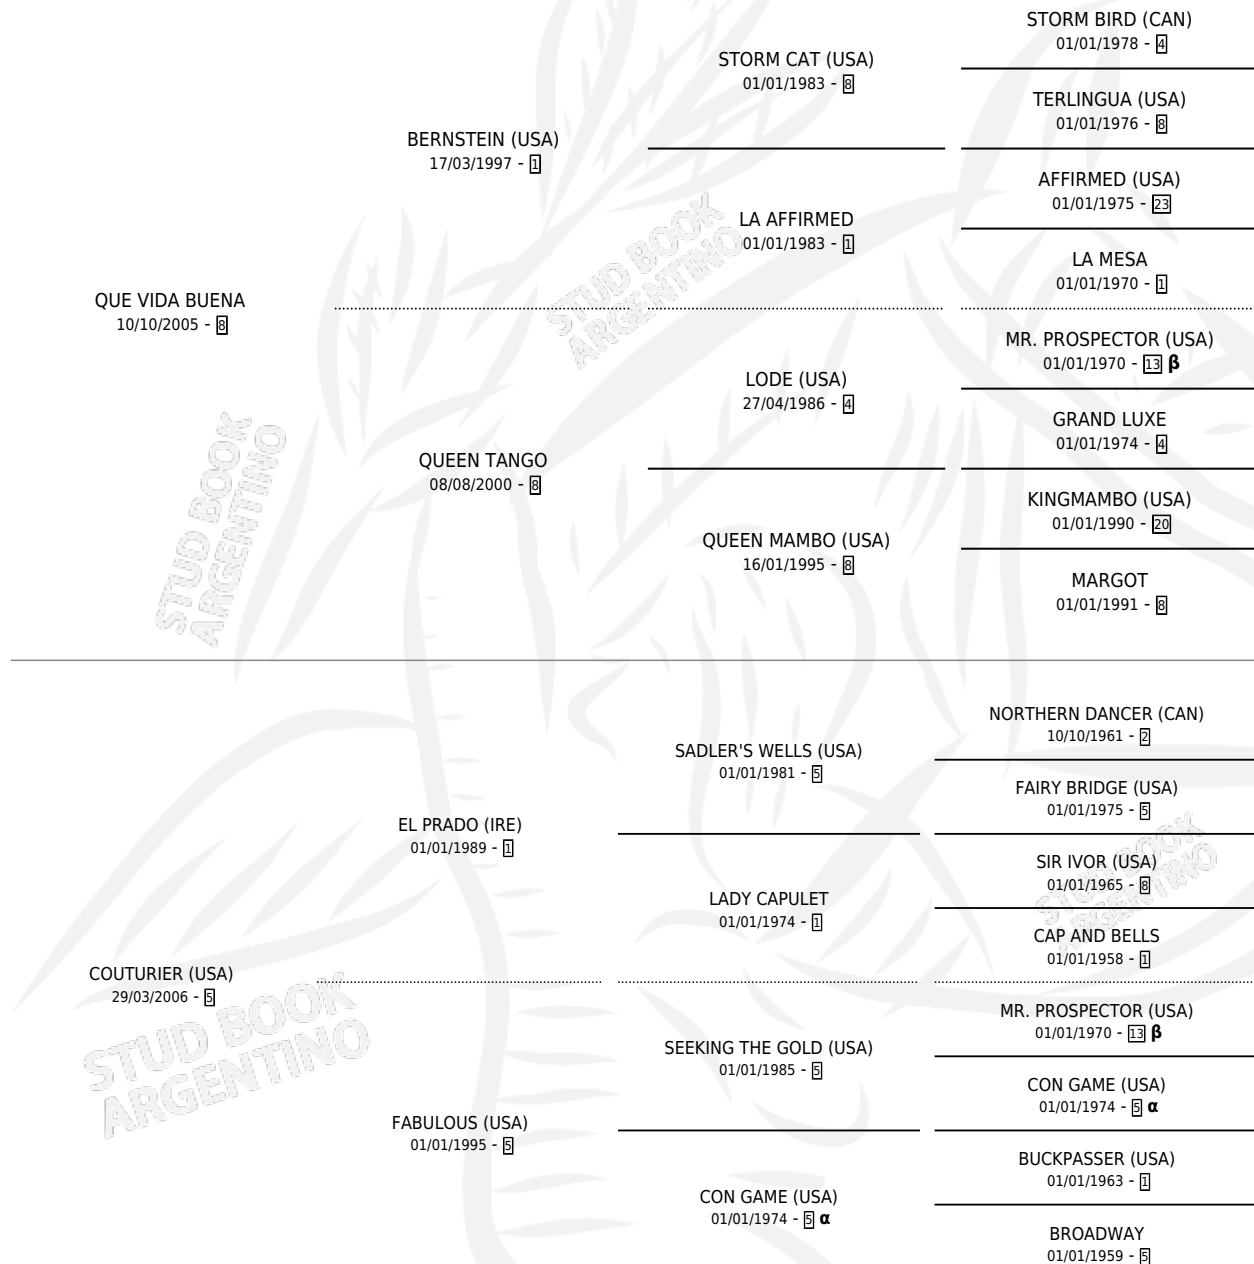 STORM BIRD (CAN)
01/01/1978 - 4
STORM CAT (USA)
01/01/1983 - 8
TERLINGUA (USA)
01/01/1976 - 8
BERNSTEIN (USA)
17/03/1997 - 1
AFFIRMED (USA)
01/01/1975 - 23
LA AFFIRMED
01/01/1983 - 1
LA MESA
01/01/1970 - 1
QUE VIDA BUENA
10/10/2005 - 8
MR. PROSPECTOR (USA)
01/01/1970 - 13 β
LODE (USA)
27/04/1986 - 4
GRAND LUXE
01/01/1974 - 4
QUEEN TANGO
08/08/2000 - 8
KINGMAMBO (USA)
01/01/1990 - 20
QUEEN MAMBO (USA)
16/01/1995 - 8
MARGOT
01/01/1991 - 8
NORTHERN DANCER (CAN)
10/10/1961 - 2
SADLER'S WELLS (USA)
01/01/1981 - 5
FAIRY BRIDGE (USA)
01/01/1975 - 5
EL PRADO (IRE)
01/01/1989 - 1
SIR IVOR (USA)
01/01/1965 - 8
LADY CAPULET
01/01/1974 - 1
CAP AND BELLS
01/01/1958 - 1
COUTURIER (USA)
29/03/2006 - 5
MR. PROSPECTOR (USA)
01/01/1970 - 13 β
SEEKING THE GOLD (USA)
01/01/1985 - 5
CON GAME (USA)
01/01/1974 - 5 α
FABULOUS (USA)
01/01/1995 - 5
BUCKPASSER (USA)
01/01/1963 - 1
CON GAME (USA)
01/01/1974 - 5 α
BROADWAY
01/01/1959 - 5
STUD BOOK
ARGENTINO
STUD BOOK
ARGENTINO
STUD BOOK
ARGENTINO
STUD BOOK
ARGENTINO